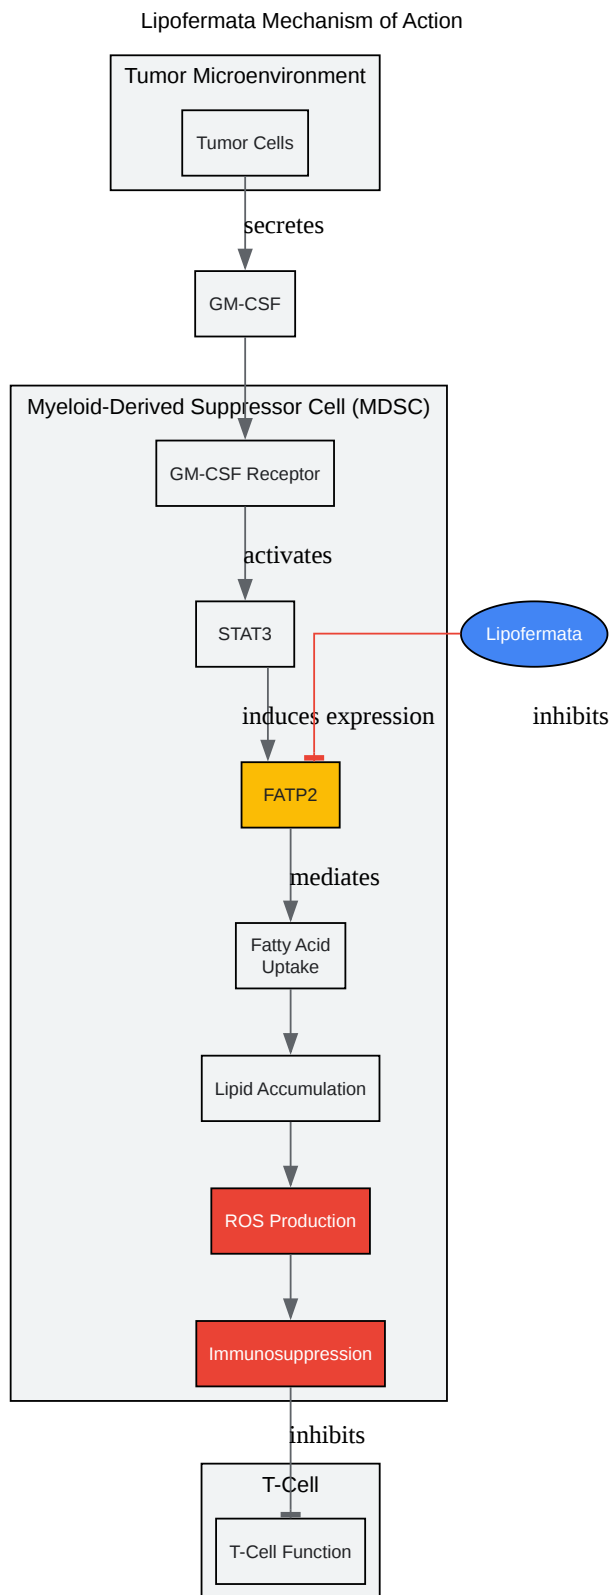 Lipofermata Mechanism of Action
Tumor Microenvironment
Tumor Cells
secretes
GM-CSF
Myeloid-Derived Suppressor Cell (MDSC)
GM-CSF Receptor
activates
STAT3
Lipofermata
induces expression
inhibits
FATP2
mediates
Fatty Acid
Uptake
Lipid Accumulation
ROS Production
Immunosuppression
inhibits
T-Cell
T-Cell Function